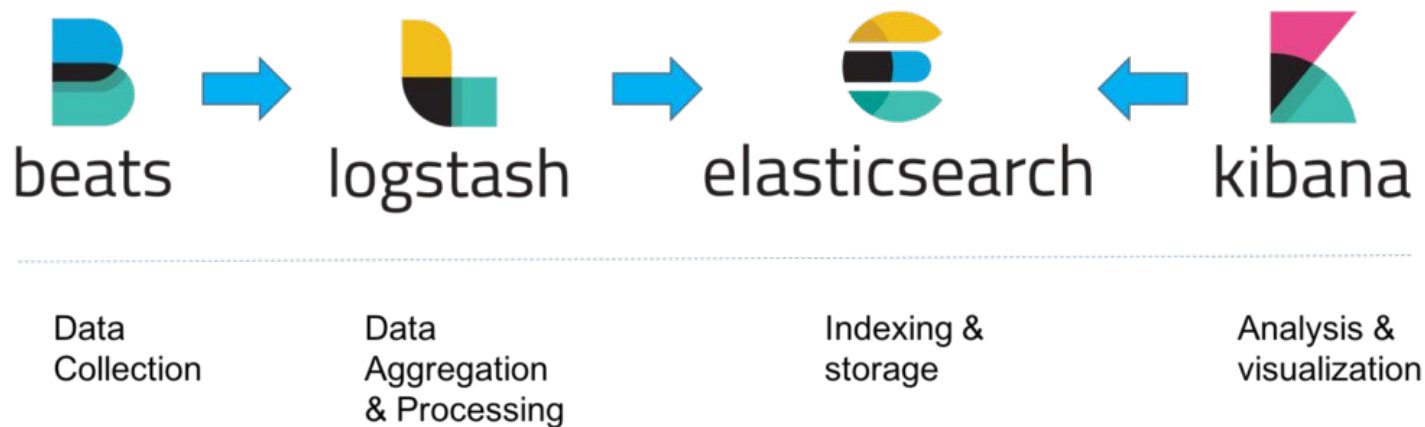 beats
logstash
elasticsearch
kibana
Data
Collection
Data
Aggregation
& Processing
Indexing &
storage
Analysis &
visualization